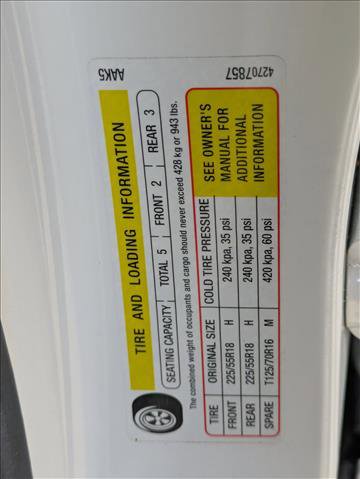 AAK5 42707857
TIRE AND LOADING INFORMATION
SEATING CAPACITY TOTAL 5 FRONT 2 REAR 3
The combined weight of occupants and cargo should never exceed 428 kg or 943 lbs.
TIRE ORIGINAL SIZE COLD TIRE PRESSURE SEE OWNER'S
FRONT 225/55R18 H 240 kpa, 35 psi MANUAL FOR
REAR 225/55R18 H 240 kpa, 35 psi ADDITIONAL
SPARE T125/70R16 M 420 kpa, 60 psi INFORMATION